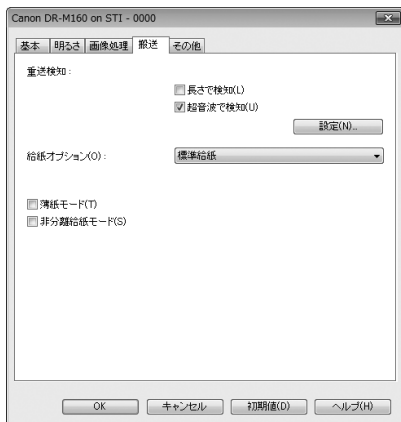 Canon DR-M160 on STI - 0000
基本 明るさ 画像処理 搬送 その他
重送検知：
長さで検知(L)
超音波で検知(U)
設定(N)...
給紙オプション(O)：
標準給紙
薄紙モード(T)
非分離給紙モード(S)
OK キャンセル 初期値(D) ヘルプ(H)